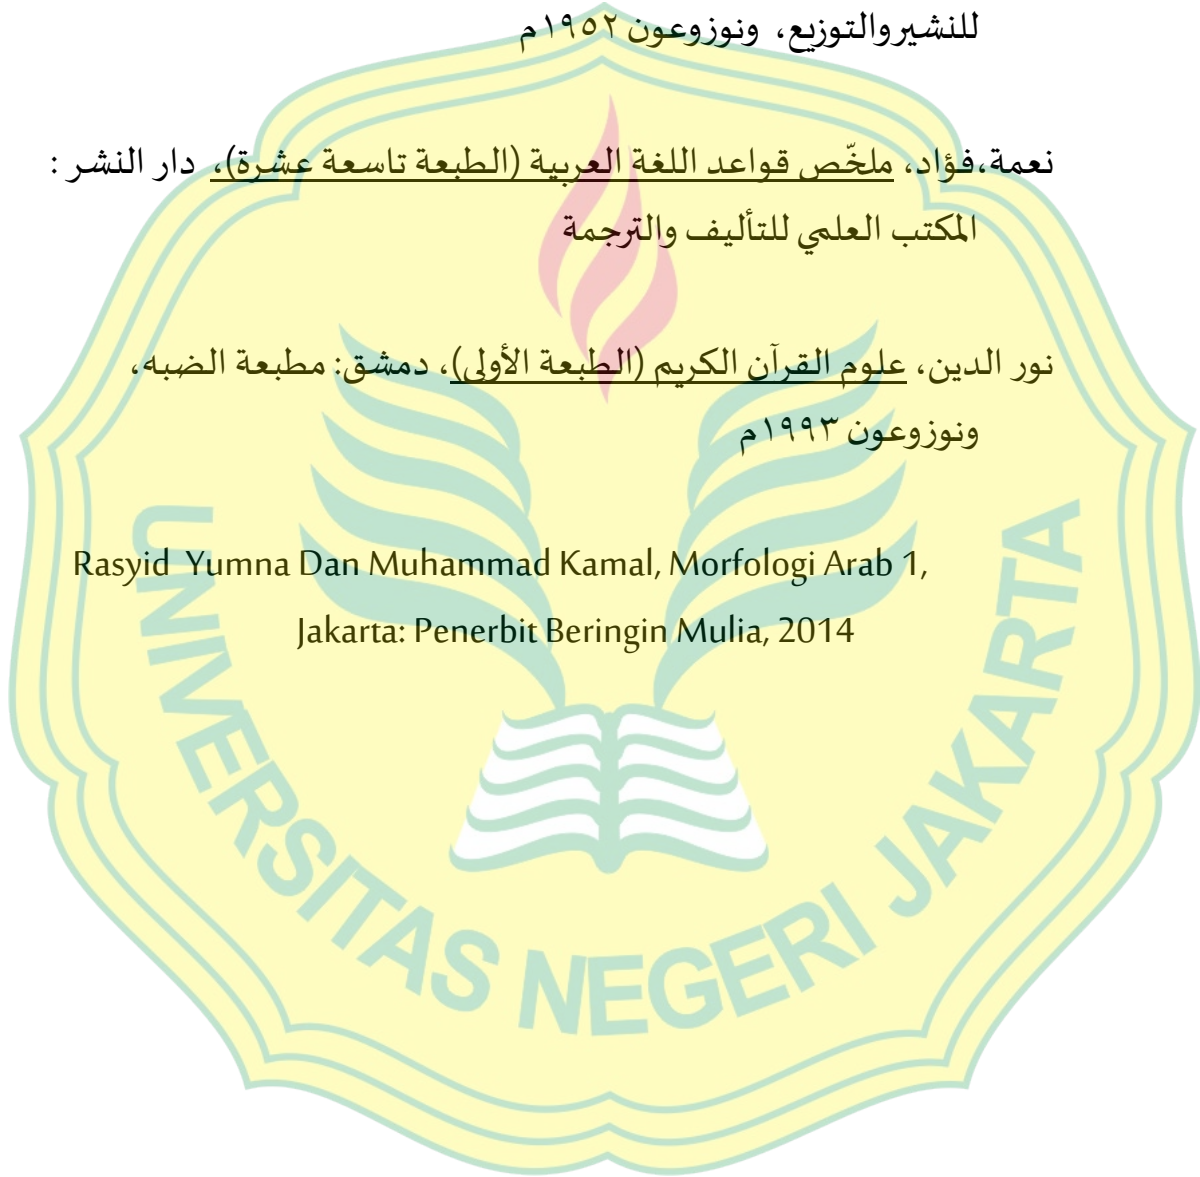 للنشيروالتوزيع، ونوزوعون ١٩٥٢م
نعمة،فؤاد، ملخّص قواعد اللغة العربية (الطبعة تاسعة عشرة)، دار النشر :
المكتب العلمي للتأليف والترجمة
نور الدين، علوم القرآن الكريم (الطبعة الأولى)، دمشق: مطبعة الضبه،
ونوزوعون ١٩٩٣م
Rasyid Yumna Dan Muhammad Kamal, Morfologi Arab 1,
Jakarta: Penerbit Beringin Mulia, 2014
UNIVERSITAS NEGERI JAKARTA